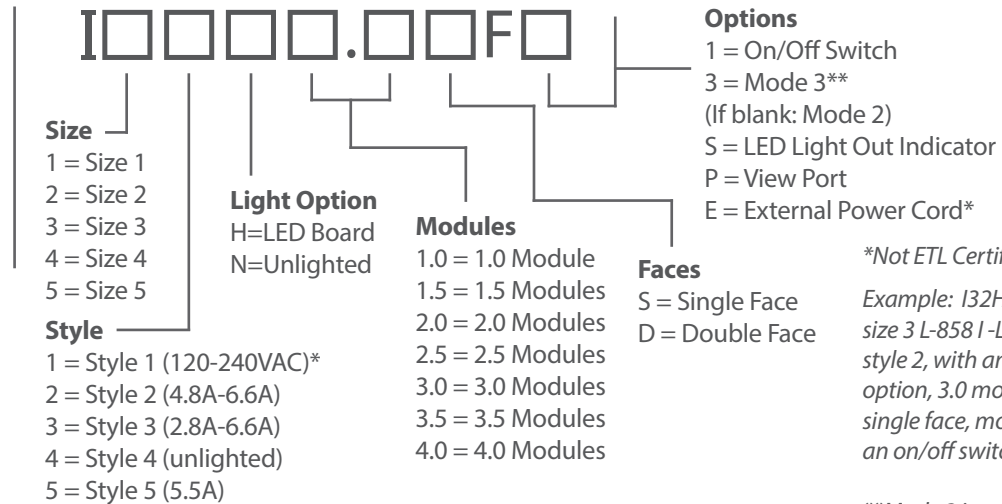 I□□□□.□□F□
Options
1 = On/Off Switch
3 = Mode 3**
(If blank: Mode 2)
S = LED Light Out Indicator
P = View Port
E = External Power Cord*
Size
1 = Size 1
2 = Size 2
3 = Size 3
4 = Size 4
5 = Size 5
Light Option
H=LED Board
N=Unlighted
Modules
1.0 = 1.0 Module
1.5 = 1.5 Modules
2.0 = 2.0 Modules
2.5 = 2.5 Modules
3.0 = 3.0 Modules
3.5 = 3.5 Modules
4.0 = 4.0 Modules
Faces
S = Single Face
D = Double Face
Style
1 = Style 1 (120-240VAC)*
2 = Style 2 (4.8A-6.6A)
3 = Style 3 (2.8A-6.6A)
4 = Style 4 (unlighted)
5 = Style 5 (5.5A)
*Not ETL
Example: I32H
size 3 L-858 I -L
style 2, with
option, 3.0
single face,
an on/off